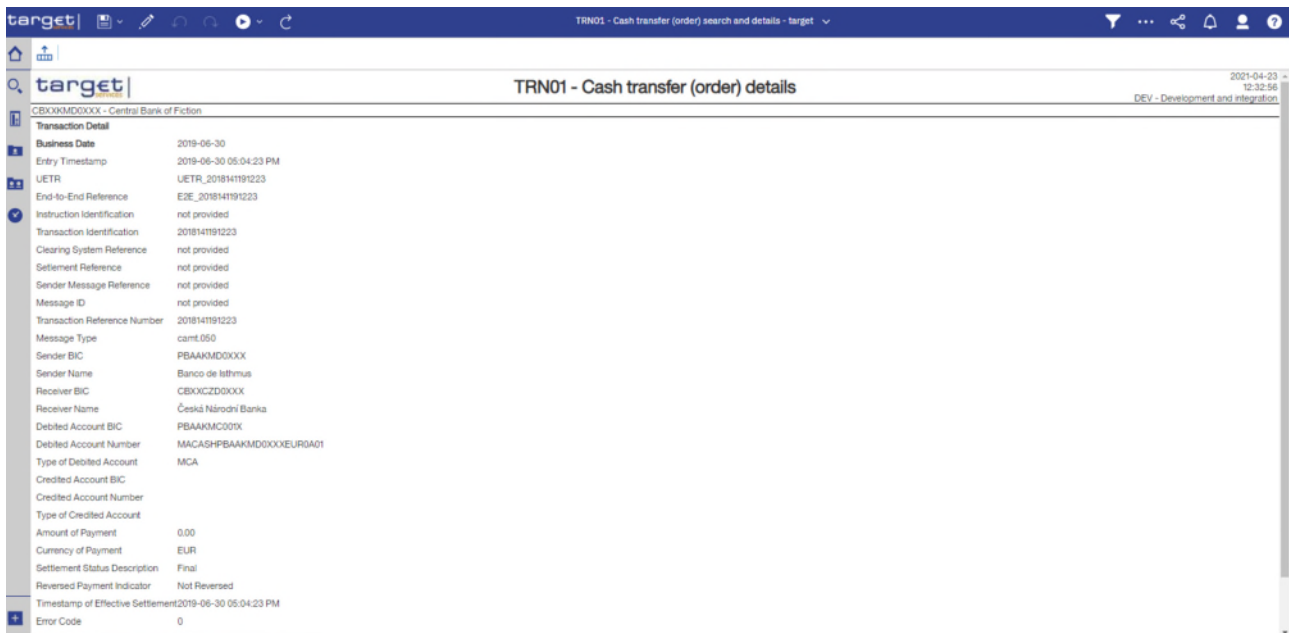 target|
SERVICES
TRN01 - Cash transfer (order) search and details - target
target|
SERVICES
TRN01 - Cash transfer (order) details
2021-04-23
12:32:56
DEV - Development and integration
CBXXKMD0XXX - Central Bank of Fiction
Transaction Detail
Business Date 2019-06-30
Entry Timestamp 2019-06-30 05:04:23 PM
UETR UETR_2018141191223
End-to-End Reference E2E_2018141191223
Instruction Identification not provided
Transaction Identification 2018141191223
Clearing System Reference not provided
Setlement Reference not provided
Sender Message Reference not provided
Message ID not provided
Transaction Reference Number 2018141191223
Message Type camt.050
Sender BIC PBAAKMD0XXX
Sender Name Banco de Isthmus
Receiver BIC CBXXCZD0XXX
Receiver Name Česká Národní Banka
Debited Account BIC PBAAKMC001X
Debited Account Number MACASHPBAAKMD0XXXEUR0A01
Type of Debited Account MCA
Credited Account BIC
Credited Account Number
Type of Credited Account
Amount of Payment 0.00
Currency of Payment EUR
Settlement Status Description Final
Reversed Payment Indicator Not Reversed
Timestamp of Effective Settlement 2019-06-30 05:04:23 PM
Error Code 0